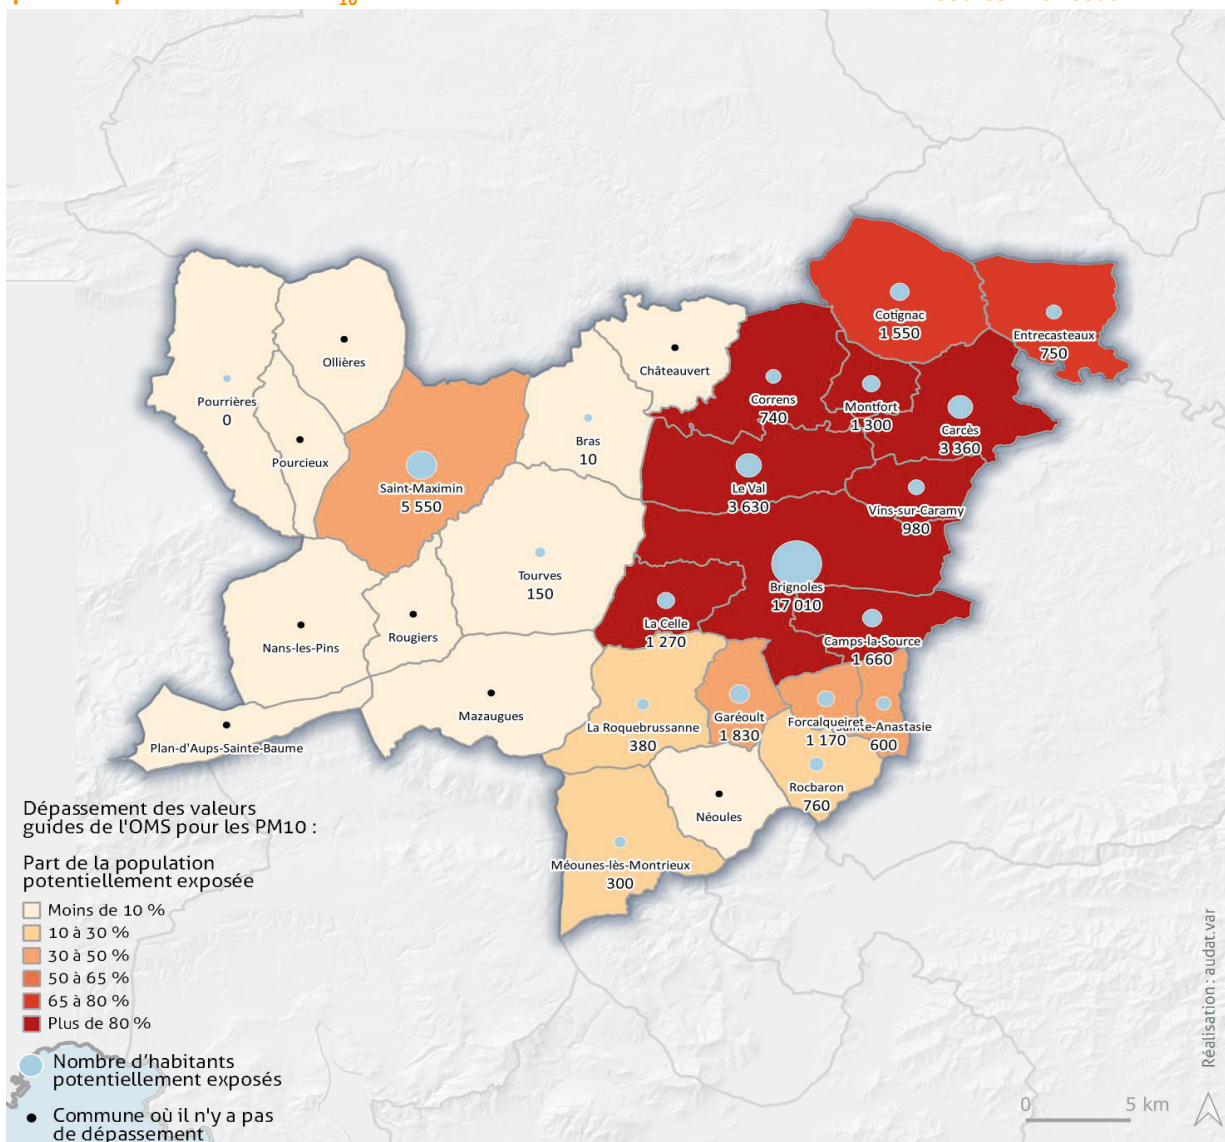 10
Cotignac
1 550
Entrecasteaux
750
Ollières
Châteauvert
Pourrières
0
Correns
740
Montfort
1 300
Carcès
3 360
Bras
10
Pourcieux
Saint-Maximin
5 550
Le Val
3 630
Vins-sur-Caramy
980
Tourves
150
Brignoles
17 010
Nans-les-Pins
Rougiers
La Celle
1 270
Camps-la-Source
1 660
Mazaugues
Plan-d'Aups-Sainte-Baume
La Roquebrussanne
380
Garéoult
1 830
Forcalqueiret
1 170
Sainte-Anastasie
600
Rocbaron
760
Néoules
Méounes-lès-Montrieux
300
Dépassement des valeurs
guides de l'OMS pour les PM10 :
Part de la population
potentiellement exposée
Moins de 10 %
10 à 30 %
30 à 50 %
50 à 65 %
65 à 80 %
Plus de 80 %
Nombre d'habitants
potentiellement exposés
Commune où il n'y a pas
de dépassement
0 5 km
Réalisation : audat.var